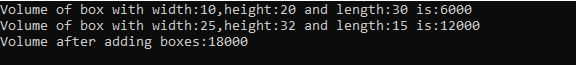 Volume of box with width:10,height:20 and length:30 is:6000
Volume of box with width:25,height:32 and length:15 is:12000
Volume after adding boxes:18000